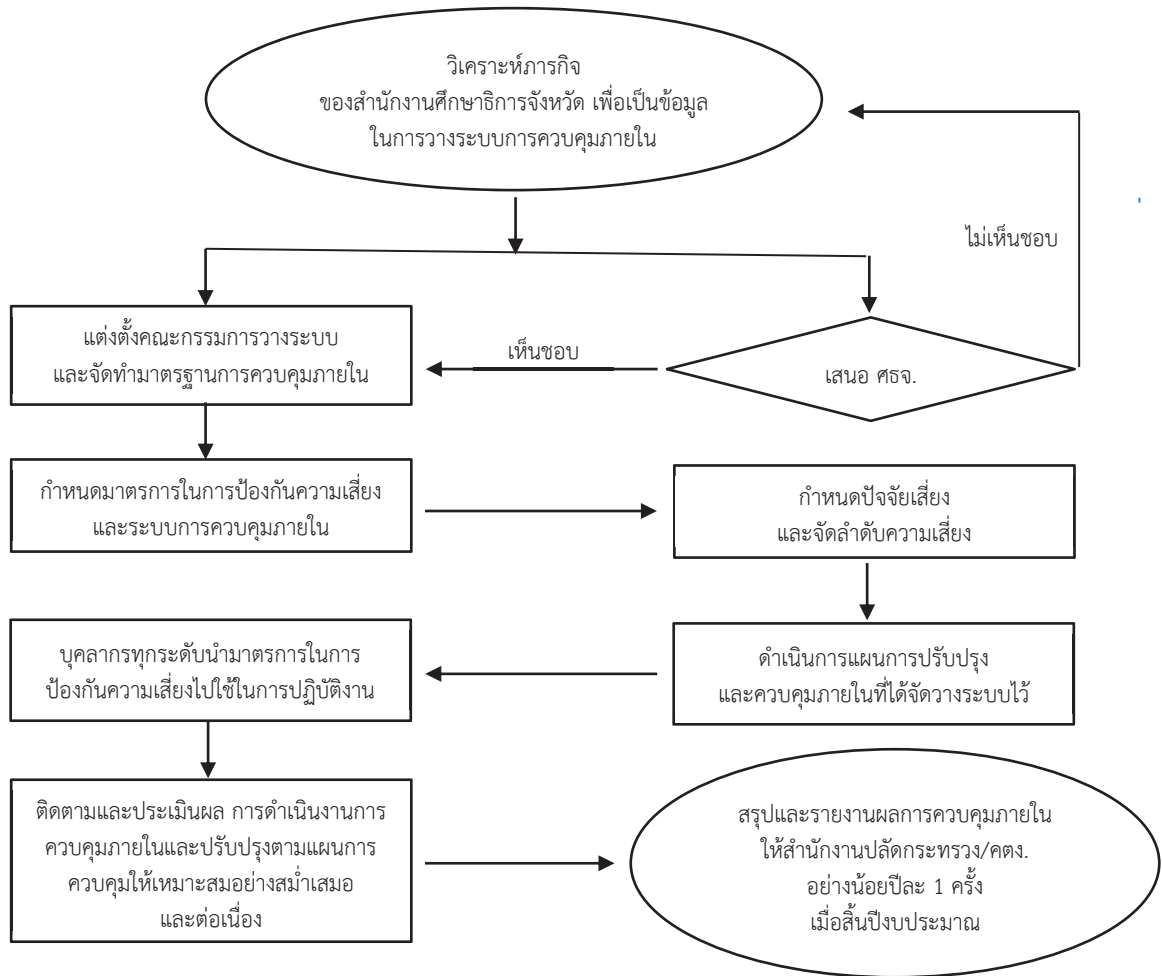 วิเคราะห์ภารกิจ
ของสำนักงานศึกษาธิการจังหวัด เพื่อเป็นข้อมูล
ในการวางระบบการควบคุมภายใน
ไม่เห็นชอบ
แต่งตั้งคณะกรรมการวางระบบ
และจัดทำมาตรฐานการควบคุมภายใน
เห็นชอบ
เสนอ ศธจ.
กำหนดมาตรการในการป้องกันความเสี่ยง
และระบบการควบคุมภายใน
กำหนดปัจจัยเสี่ยง
และจัดลำดับความเสี่ยง
บุคลากรทุกระดับนำมาตรการในการ
ป้องกันความเสี่ยงไปใช้ในการปฏิบัติงาน
ดำเนินการแผนการปรับปรุง
และควบคุมภายในที่ได้จัดวางระบบไว้
ติดตามและประเมินผล การดำเนินงานการ
ควบคุมภายในและปรับปรุงตามแผนการ
ควบคุมให้เหมาะสมอย่างสม่ำเสมอ
และต่อเนื่อง
สรุปและรายงานผลการควบคุมภายใน
ให้สำนักงานปลัดกระทรวง/คตง.
อย่างน้อยปีละ 1 ครั้ง
เมื่อสิ้นปีงบประมาณ